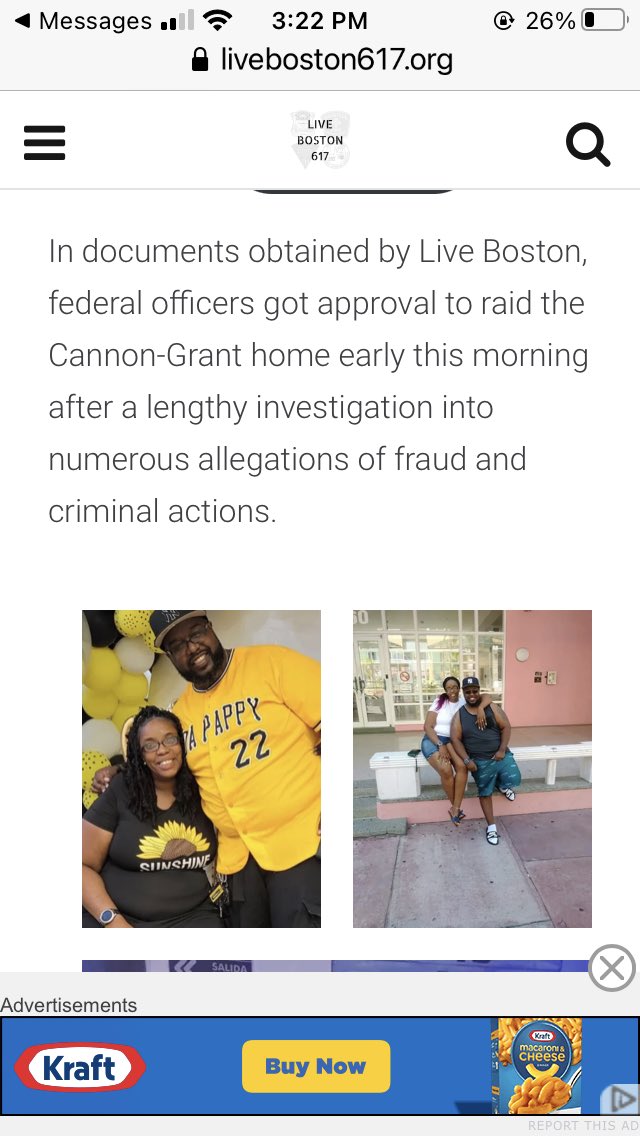 Messages 3:22 PM 26%
liveboston617.org
LIVE
BOSTON
617
In documents obtained by Live Boston,
federal officers got approval to raid the
Cannon-Grant home early this morning
after a lengthy investigation into
numerous allegations of fraud and
criminal actions.
PAPPY
22
SUNSHINE
SALIDA
Advertisements
Kraft
Buy Now
Kraft
macaroni &
CHEESE
REPORT THIS AD